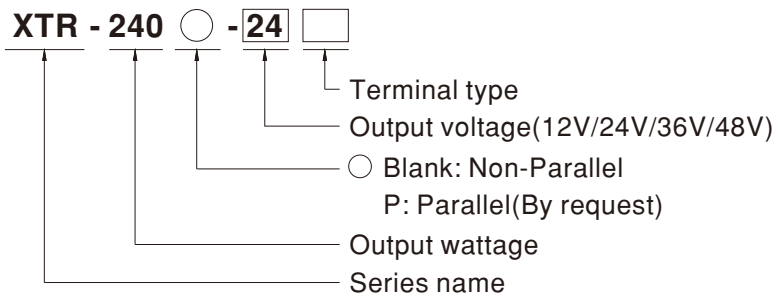 XTR - 240 ○ - 24 □
Terminal type
Output voltage(12V/24V/36V/48V)
○ Blank: Non-Parallel
P: Parallel(By request)
Output wattage
Series name